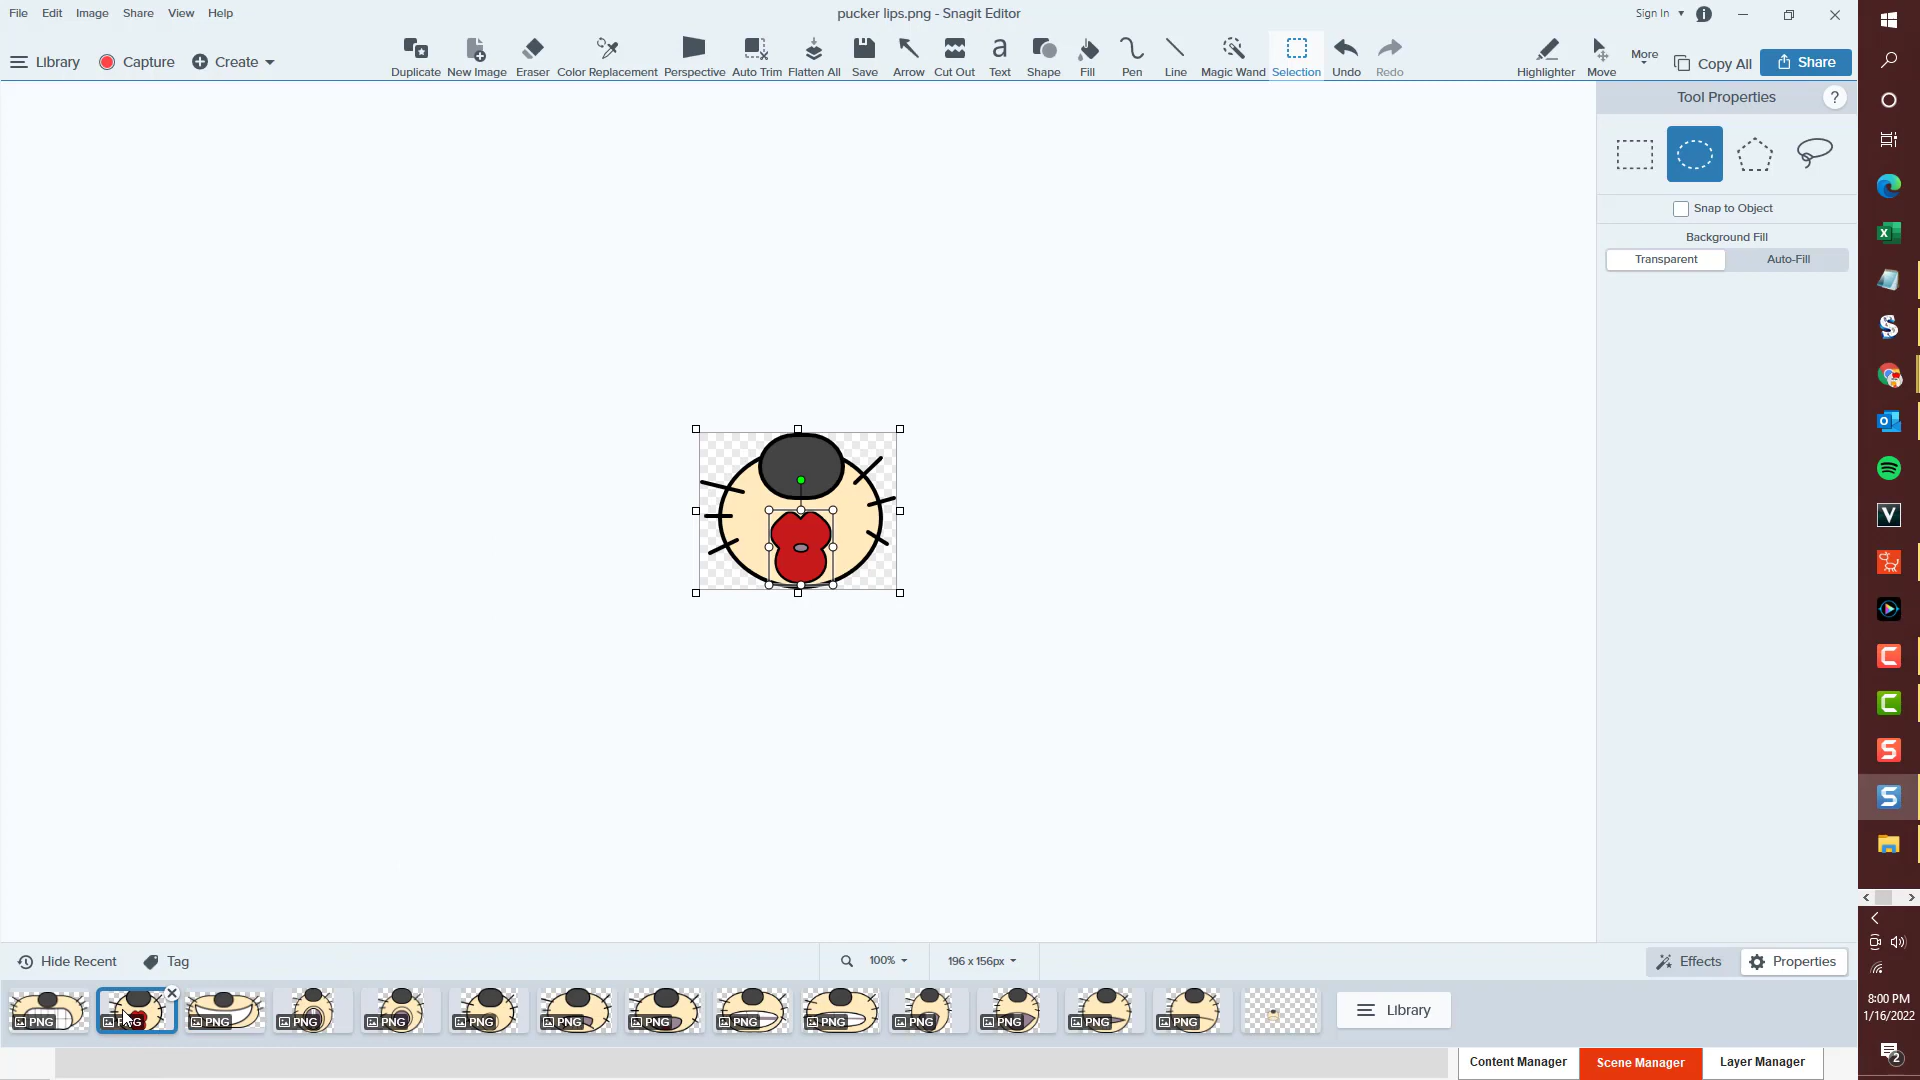 File Edit Image Share View Help
pucker lips.png - Snagit Editor
Sign In
Library Capture Create
Duplicate New Image Eraser Color Replacement Perspective Auto Trim Flatten All Save Arrow Cut Out Text Shape Fill Pen Line Magic Wand Selection Undo Redo
Highlighter Move More Copy All Share
Tool Properties ?
Snap to Object
Background Fill
Transparent Auto-Fill
Hide Recent Tag
100% 196 x 156px
Effects Properties
PNG PNG PNG PNG PNG PNG PNG PNG PNG PNG PNG PNG PNG PNG
Library
8:00 PM
1/16/2022
2
Content Manager Scene Manager Layer Manager